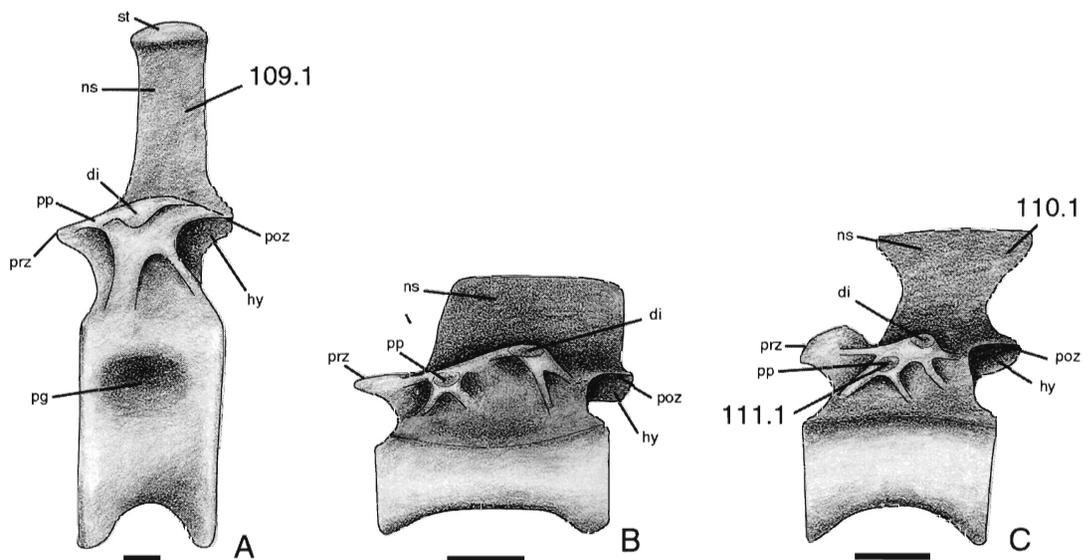 st
ns
109.1
di
pp
prz
poz
hy
pg
A
ns
di
pp
prz
poz
hy
B
110.1
ns
di
prz
pp
poz
hy
111.1
C